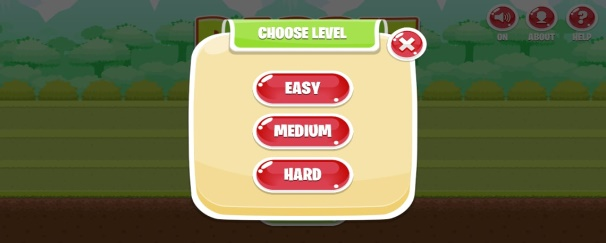 CHOOSE LEVEL
EASY
MEDIUM
HARD
ON
ABOUT
HELP
?